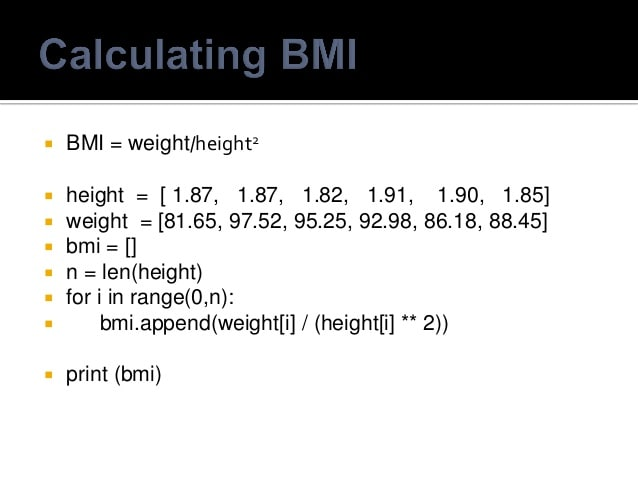 Calculating BMI
BMI = weight/height²
height = [ 1.87, 1.87, 1.82, 1.91, 1.90, 1.85]
weight = [81.65, 97.52, 95.25, 92.98, 86.18, 88.45]
bmi = []
n = len(height)
for i in range(0,n):
bmi.append(weight[i] / (height[i] ** 2))
print (bmi)